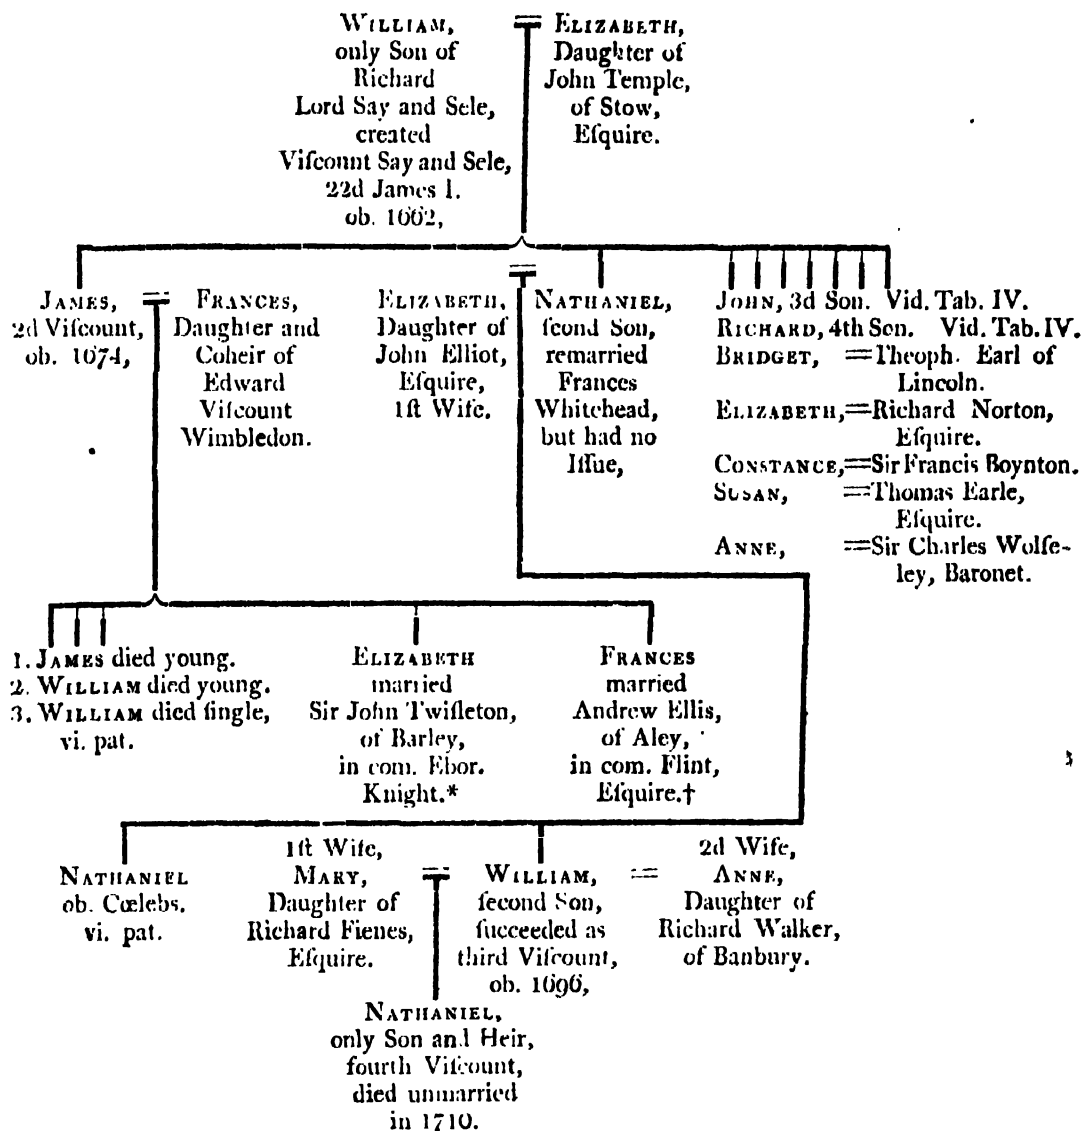 WILLIAM,
only Son of
Richard
Lord Say and Sele,
created
Viſcount Say and Sele,
22d James I.
ob. 1662,
=
ELIZABETH,
Daughter of
John Temple,
of Stow,
Eſquire.
JAMES,
2d Viſcount,
ob. 1674,
=
FRANCES,
Daughter and
Coheir of
Edward
Viſcount
Wimbledon.
ELIZABETH,
Daughter of
John Elliot,
Eſquire,
1ſt Wife.
=
NATHANIEL,
ſcond Son,
remarried
Frances
Whitehead,
but had no
Iſſue,
JOHN, 3d Son. Vid. Tab. IV.
RICHARD, 4th Son. Vid. Tab. IV.
BRIDGET, =Theoph. Earl of
Lincoln.
ELIZABETH,=Richard Norton,
Eſquire.
CONSTANCE,=Sir Francis Boynton.
SUSAN, =Thomas Earle,
Eſquire.
ANNE, =Sir Charles Wolſe-
ley, Baronet.
1. JAMES died young.
2. WILLIAM died young.
3. WILLIAM died ſingle,
vi. pat.
ELIZABETH
married
Sir John Twiſleton,
of Barley,
in com. Ebor.
Knight.*
FRANCES
married
Andrew Ellis,
of Aley,
in com. Flint,
Eſquire.†
NATHANIEL
ob. Cœlebs.
vi. pat.
1ſt Wife,
MARY,
Daughter of
Richard Fienes,
Eſquire.
=
WILLIAM,
ſecond Son,
ſucceeded as
third Viſcount,
ob. 1696,
=
2d Wife,
ANNE,
Daughter of
Richard Walker,
of Banbury.
NATHANIEL,
only Son and Heir,
fourth Viſcount,
died unmarried
in 1710.